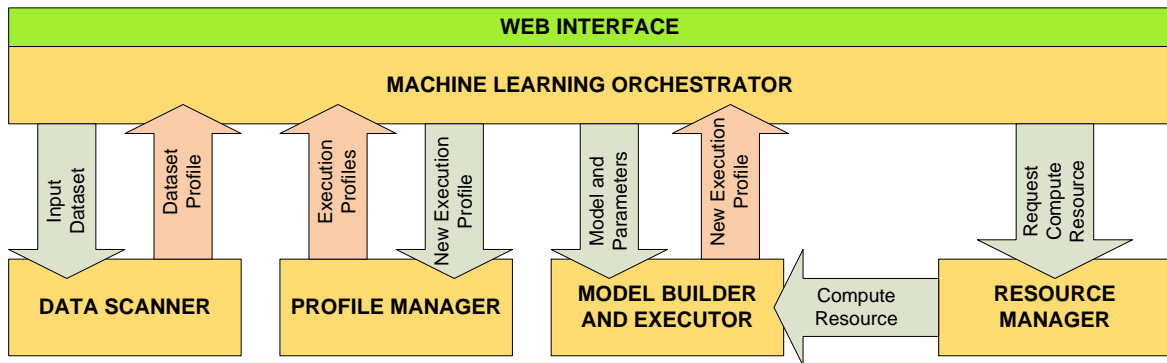 WEB INTERFACE
MACHINE LEARNING ORCHESTRATOR
Input
Dataset
Dataset
Profile
Execution
Profiles
New Execution
Profile
Model and
Parameters
New Execution
Profile
Request
Compute
Resource
DATA SCANNER
PROFILE MANAGER
MODEL BUILDER
AND EXECUTOR
Compute
Resource
RESOURCE
MANAGER